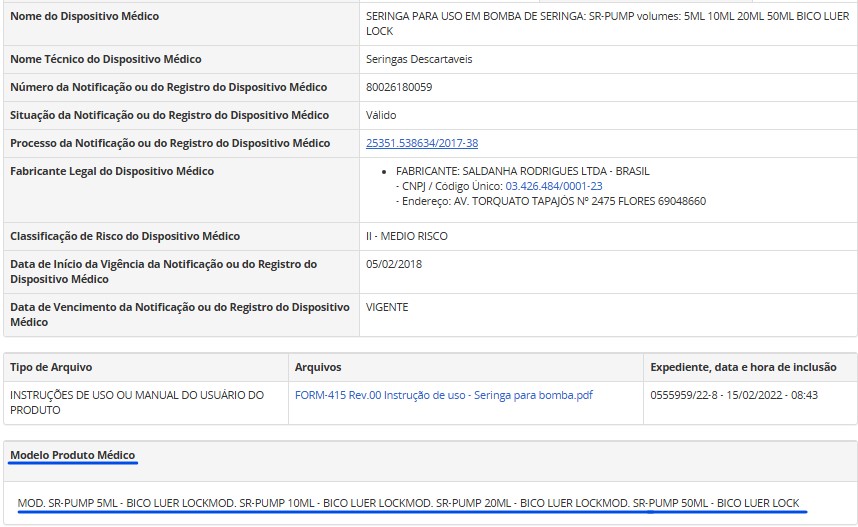 Nome do Dispositivo Médico
SERINGA PARA USO EM BOMBA DE SERINGA: SR-PUMP volumes: 5ML 10ML 20ML 50ML BICO LUER
LOCK
Nome Técnico do Dispositivo Médico
Seringas Descartaveis
Número da Notificação ou do Registro do Dispositivo Médico
80026180059
Situação da Notificação ou do Registro do Dispositivo Médico
Válido
Processo da Notificação ou do Registro do Dispositivo Médico
25351.538634/2017-38
Fabricante Legal do Dispositivo Médico
• FABRICANTE: SALDANHA RODRIGUES LTDA - BRASIL
- CNPJ / Código Único: 03.426.484/0001-23
- Endereço: AV. TORQUATO TAPAJÓS Nº 2475 FLORES 69048660
Classificação de Risco do Dispositivo Médico
II - MEDIO RISCO
Data de Início da Vigência da Notificação ou do Registro do
Dispositivo Médico
05/02/2018
Data de Vencimento da Notificação ou do Registro do Dispositivo
Médico
VIGENTE
Tipo de Arquivo
Arquivos
Expediente, data e hora de inclusão
INSTRUÇÕES DE USO OU MANUAL DO USUÁRIO DO
PRODUTO
FORM-415 Rev.00 Instrução de uso - Seringa para bomba.pdf
0555959/22-8 - 15/02/2022 - 08:43
Modelo Produto Médico
MOD. SR-PUMP 5ML - BICO LUER LOCKMOD. SR-PUMP 10ML - BICO LUER LOCKMOD. SR-PUMP 20ML - BICO LUER LOCKMOD. SR-PUMP 50ML - BICO LUER LOCK